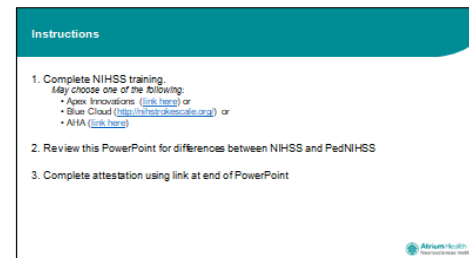 Instructions
1. Complete NIHSS training.
May choose one of the following:
• Apex Innovations (link here) or
• Blue Cloud (http://nihstrokescale.org/) or
• AHA (link here)
2. Review this PowerPoint for differences between NIHSS and PedNIHSS
3. Complete attestation using link at end of PowerPoint
Atrium Health
Neurosciences